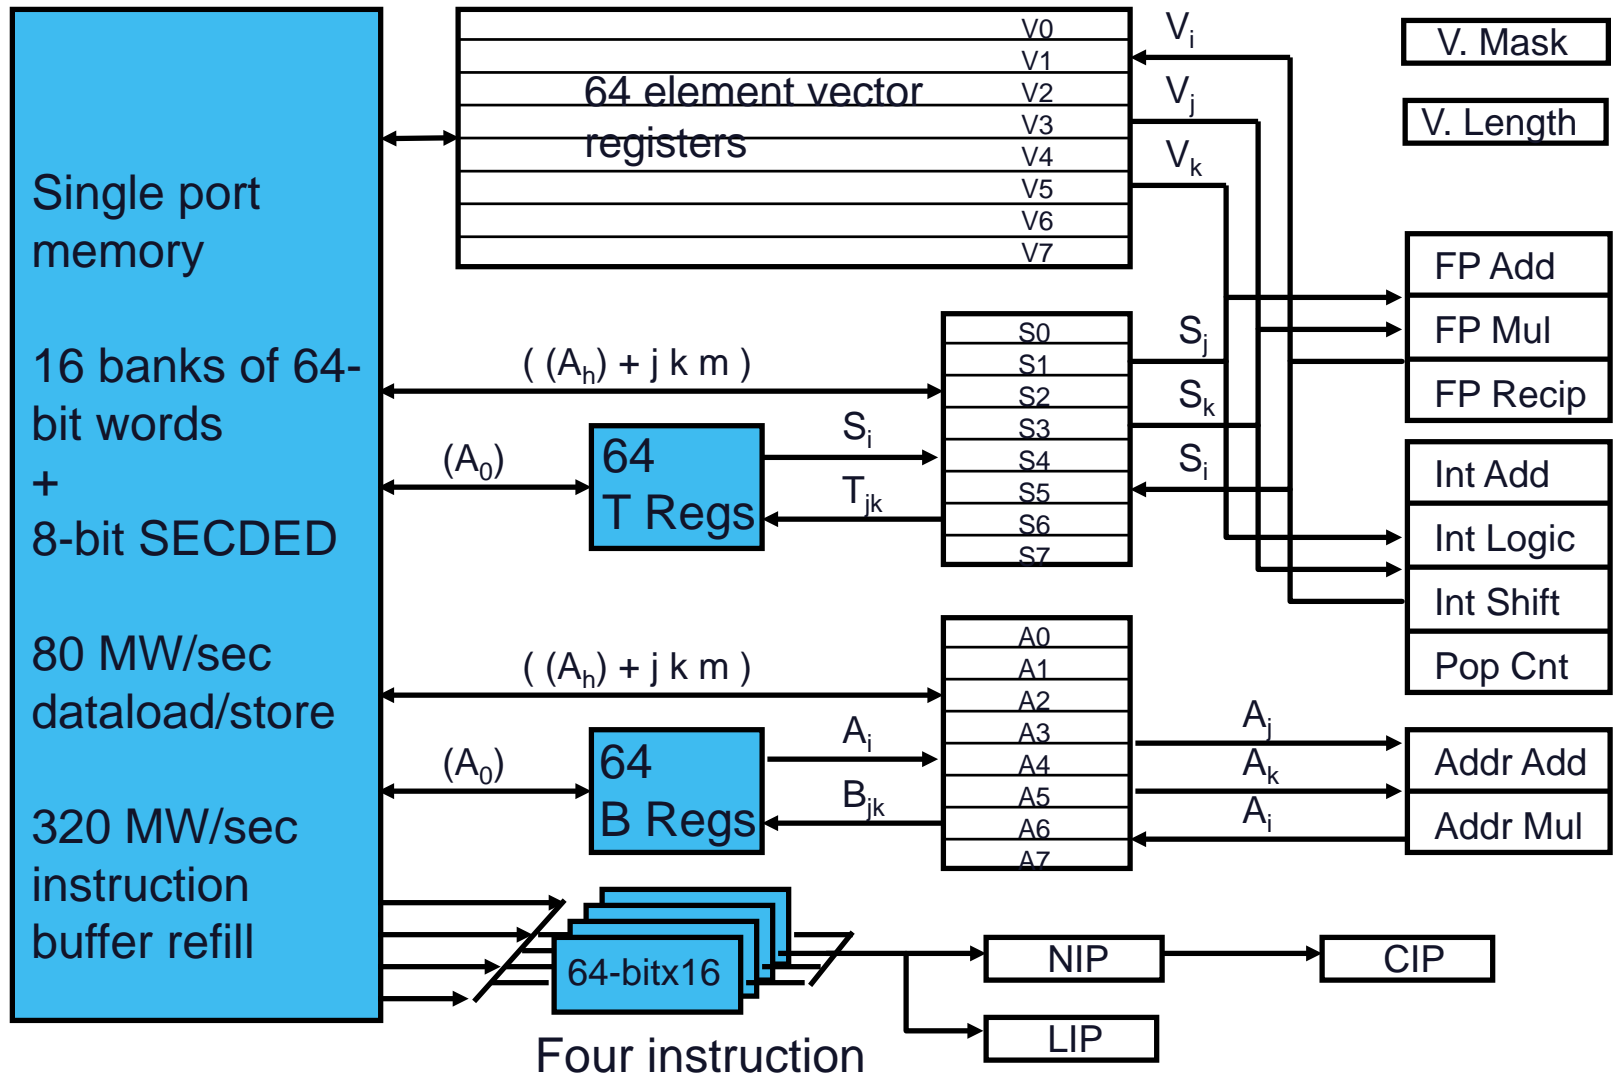 Single port
memory
16 banks of 64-
bit words
+
8-bit SECDED
80 MW/sec
dataload/store
320 MW/sec
instruction
buffer refill
V0
V1
V2
V3
V4
V5
V6
V7
64 element vector
registers
Vi
Vj
Vk
V. Mask
V. Length
FP Add
FP Mul
FP Recip
( (Ah) + j k m )
(A0)
64
T Regs
Si
Tjk
S0
S1
S2
S3
S4
S5
S6
S7
Sj
Sk
Si
Int Add
Int Logic
Int Shift
Pop Cnt
( (Ah) + j k m )
(A0)
64
B Regs
Ai
Bjk
A0
A1
A2
A3
A4
A5
A6
A7
Aj
Ak
Ai
Addr Add
Addr Mul
64-bitx16
NIP
CIP
LIP
Four instruction